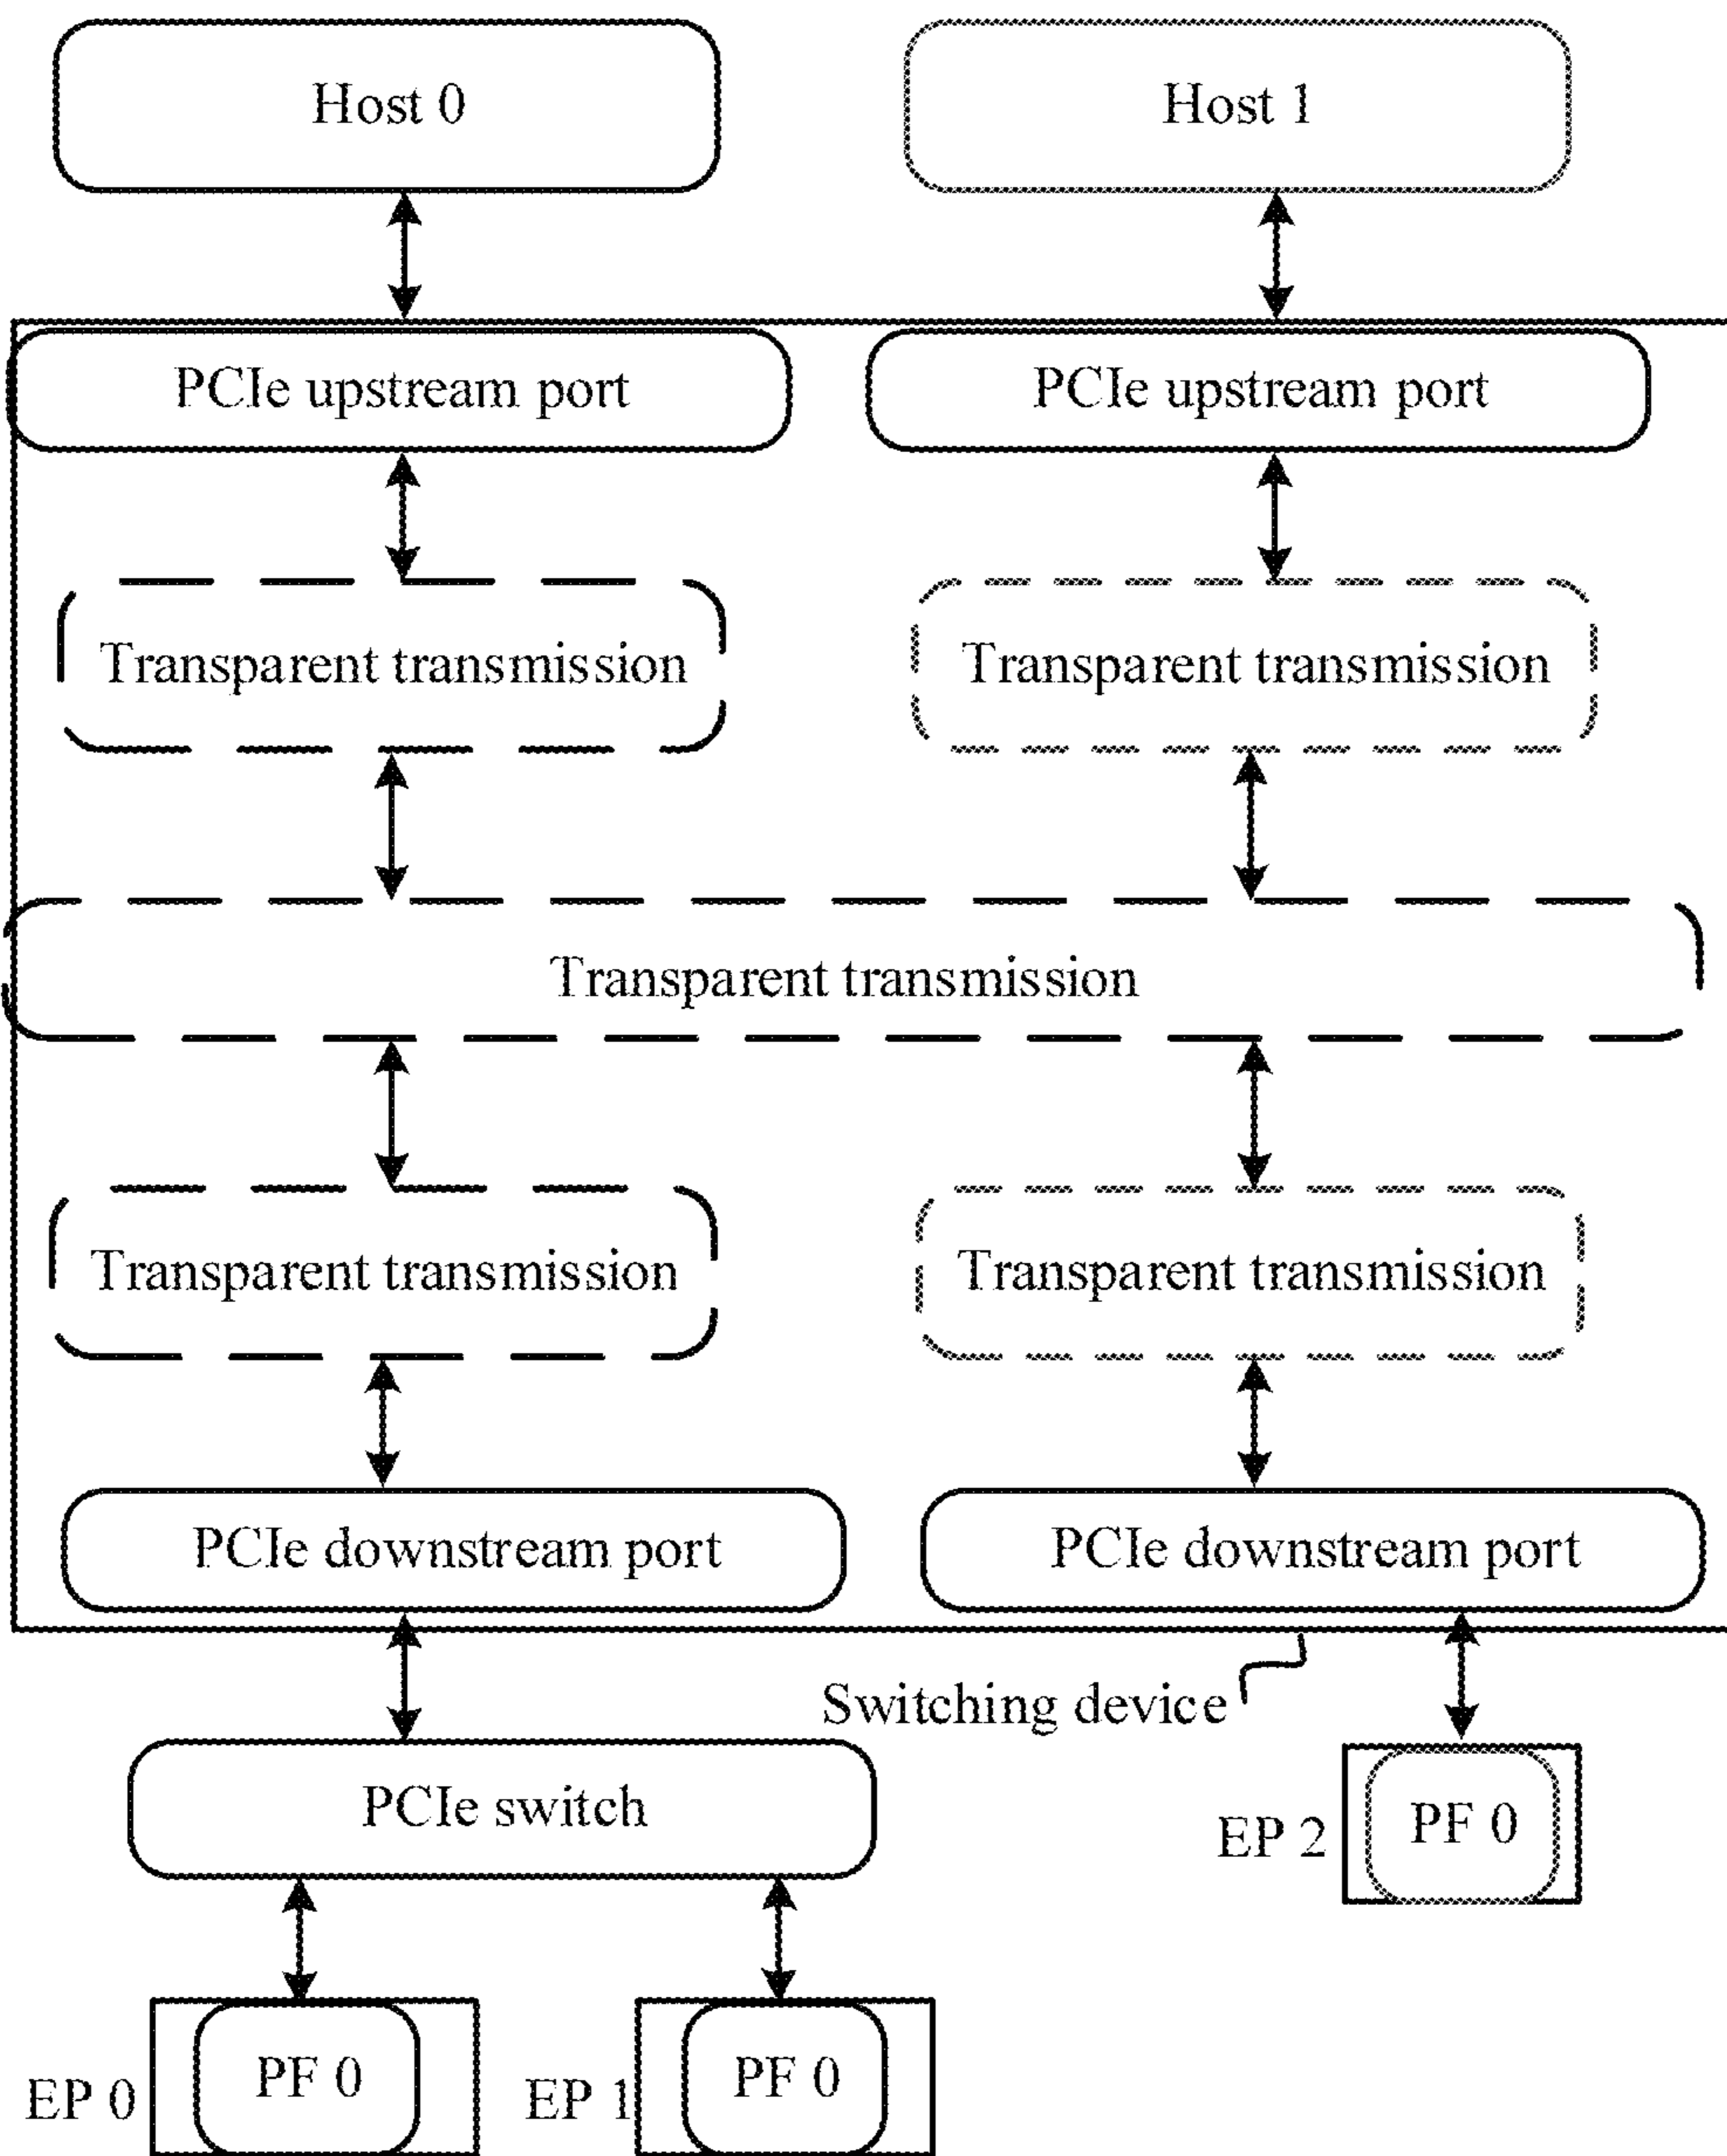 Host 0
Host 1
PCIe upstream port
PCIe upstream port
Transparent transmission
Transparent transmission
Transparent transmission
Transparent transmission
Transparent transmission
PCIe downstream port
PCIe downstream port
Switching device
PCIe switch
EP 2
PF 0
EP 0
PF 0
EP 1
PF 0